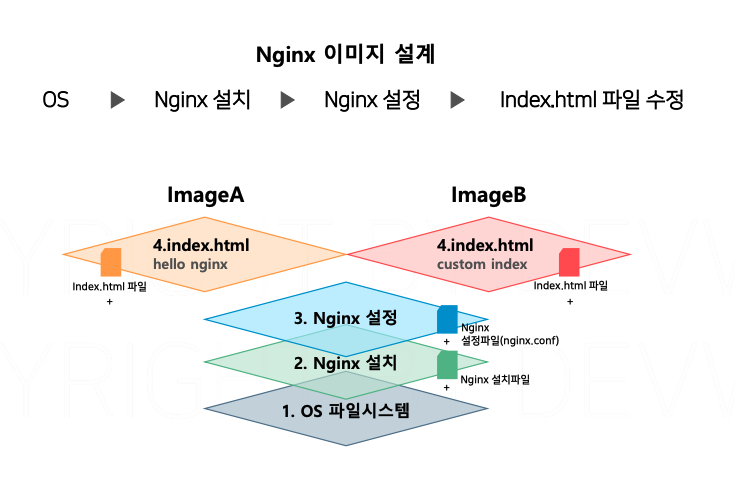 Nginx 이미지 설계
OS ▶ Nginx 설치 ▶ Nginx 설정 ▶ Index.html 파일 수정
ImageA
ImageB
4.index.html
hello nginx
Index.html 파일
+
4.index.html
custom index
Index.html 파일
+
3. Nginx 설정
+ Nginx
설정파일(nginx.conf)
2. Nginx 설치
+ Nginx 설치파일
1. OS 파일시스템